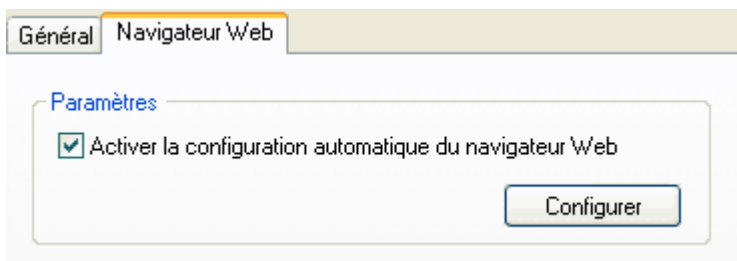 Général Navigateur Web
Paramètres
Activer la configuration automatique du navigateur Web
Configurer